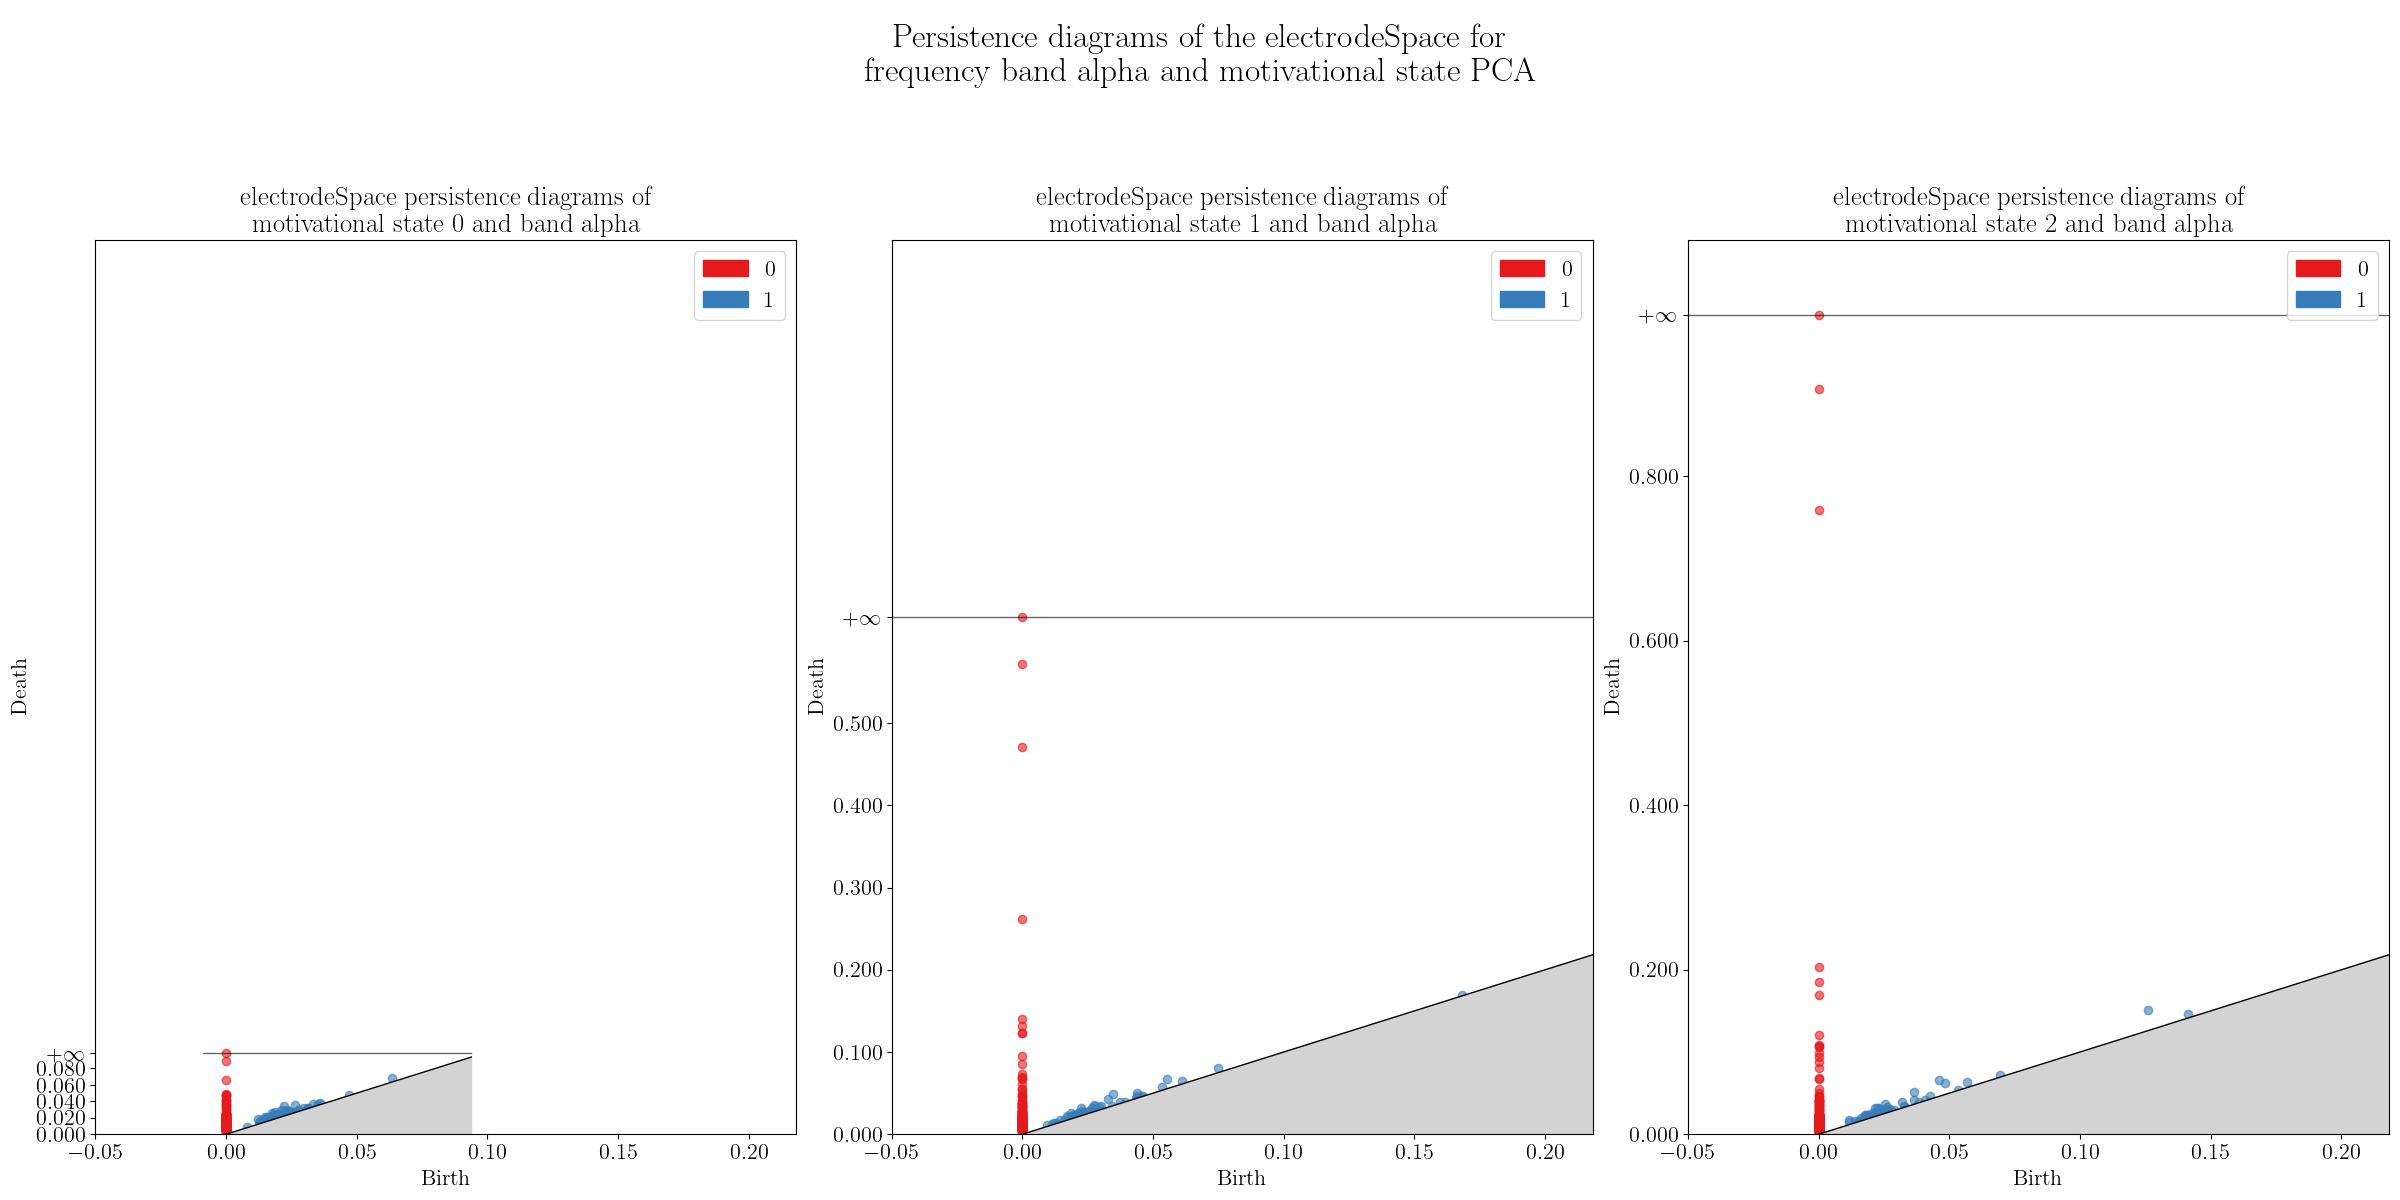 Persistence diagrams of the electrodeSpace for
frequency band alpha and motivational state PCA
electrodeSpace persistence diagrams of
motivational state 0 and band alpha
0
1
Death
+∞
0.080
0.060
0.040
0.020
0.000
−0.05 0.00 0.05 0.10 0.15 0.20
Birth
electrodeSpace persistence diagrams of
motivational state 1 and band alpha
0
1
Death
+∞
0.500
0.400
0.300
0.200
0.100
0.000
−0.05 0.00 0.05 0.10 0.15 0.20
Birth
electrodeSpace persistence diagrams of
motivational state 2 and band alpha
0
1
Death
+∞
0.800
0.600
0.400
0.200
0.000
−0.05 0.00 0.05 0.10 0.15 0.20
Birth